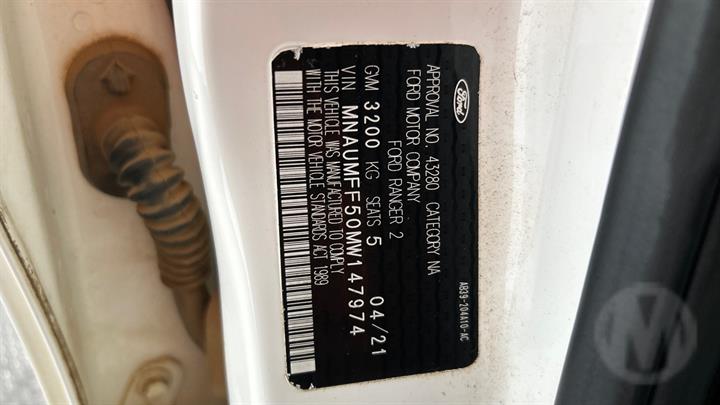 Ford
APPROVAL NO. 43280 CATEGORY NA
FORD MOTOR COMPANY
FORD RANGER 2
04/21
GVM 3200 KG SEATS 5
VIN MNAUMFF50MW147974
THIS VEHICLE WAS MANUFACTURED TO COMPLY
WITH THE MOTOR VEHICLE STANDARDS ACT 1989
AB39-204A10-AC
M